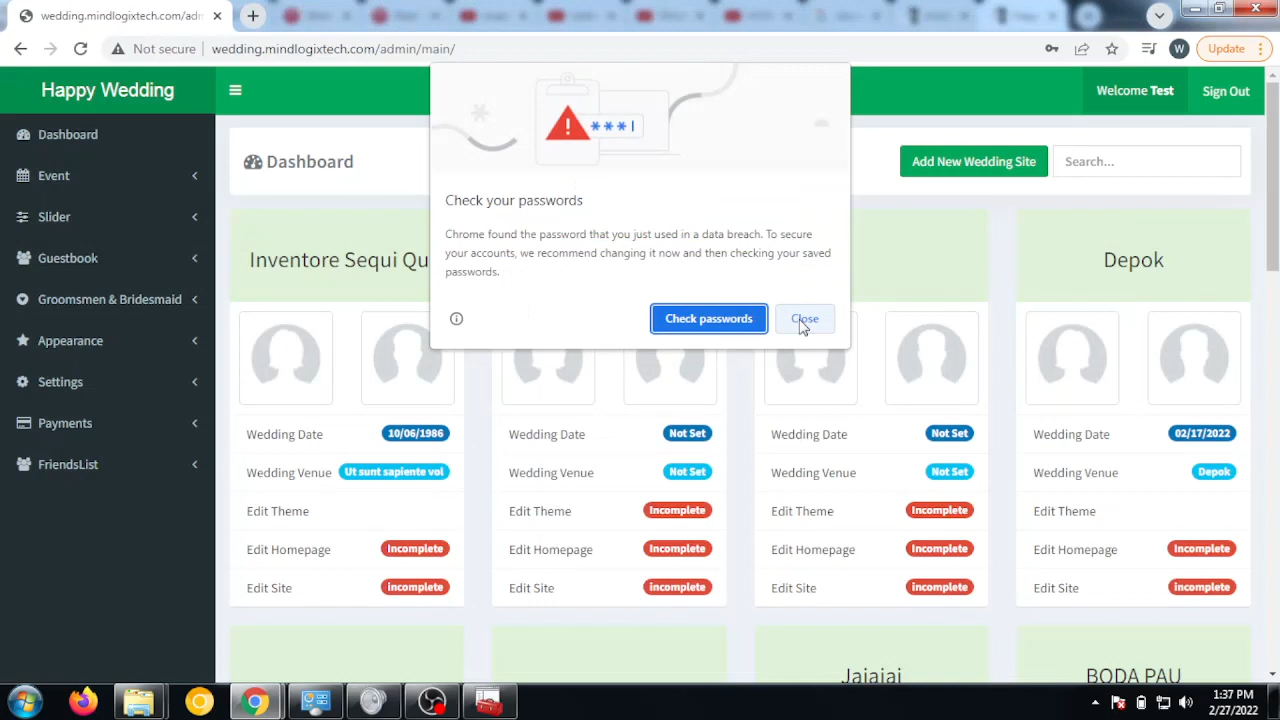 wedding.mindlogixtech.com/adm
Not secure
wedding.mindlogixtech.com/admin/main/
W
Update
Happy Wedding
Welcome Test
Sign Out
Dashboard
Event
Slider
Guestbook
Groomsmen & Bridesmaid
Appearance
Settings
Payments
FriendsList
Dashboard
Add New Wedding Site
Search...
* * *
Check your passwords
Chrome found the password that you just used in a data breach. To secure
your accounts, we recommend changing it now and then checking your saved
passwords.
Check passwords
Close
Inventore Sequi Qu
Wedding Date 10/06/1986
Wedding Venue Ut sunt sapiente vol
Edit Theme
Edit Homepage Incomplete
Edit Site incomplete
Wedding Date Not Set
Wedding Venue Not Set
Edit Theme Incomplete
Edit Homepage Incomplete
Edit Site incomplete
Wedding Date Not Set
Wedding Venue Not Set
Edit Theme Incomplete
Edit Homepage Incomplete
Edit Site incomplete
Depok
Wedding Date 02/17/2022
Wedding Venue Depok
Edit Theme
Edit Homepage Incomplete
Edit Site incomplete
Jajajaj
BODA PAU
1:37 PM
2/27/2022